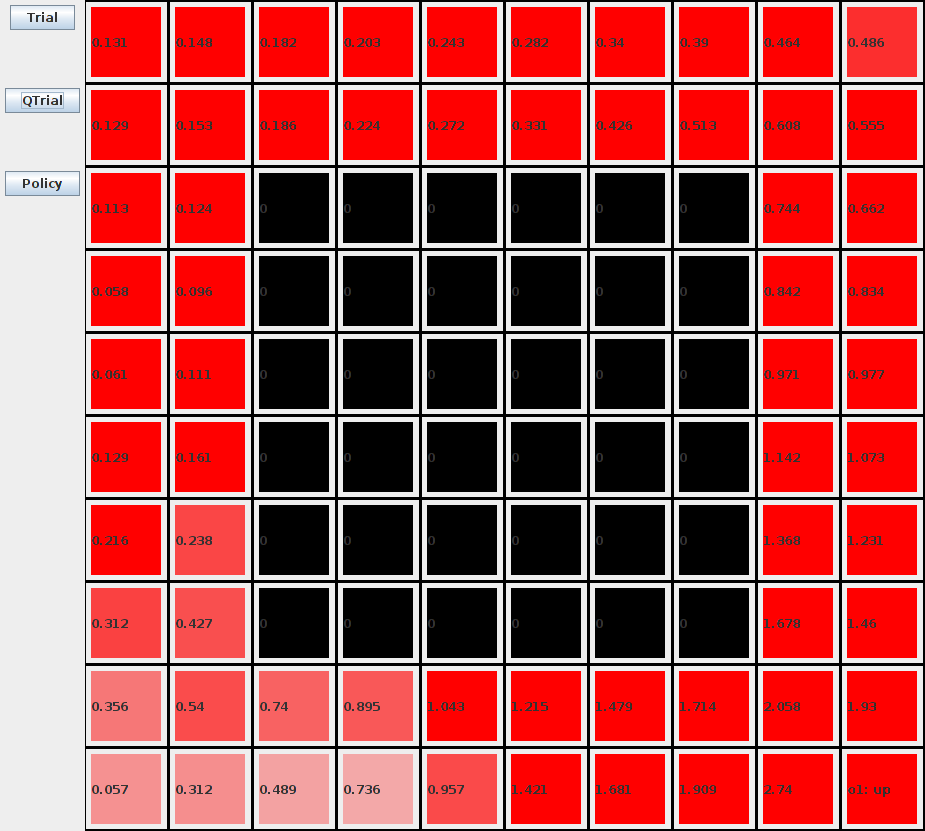 Trial 0.131 0.148 0.182 0.203 0.243 0.282 0.34 0.39 0.464 0.486
QTrial 0.129 0.153 0.186 0.224 0.272 0.331 0.426 0.513 0.608 0.555
Policy 0.113 0.124 0 0 0 0 0 0 0.744 0.662
0.058 0.096 0 0 0 0 0 0 0.842 0.834
0.061 0.111 0 0 0 0 0 0 0.971 0.977
0.129 0.161 0 0 0 0 0 0 1.142 1.073
0.216 0.238 0 0 0 0 0 0 1.368 1.231
0.312 0.427 0 0 0 0 0 0 1.678 1.46
0.356 0.54 0.74 0.895 1.043 1.215 1.479 1.714 2.058 1.93
0.057 0.312 0.489 0.736 0.957 1.421 1.681 1.909 2.74 o1: up